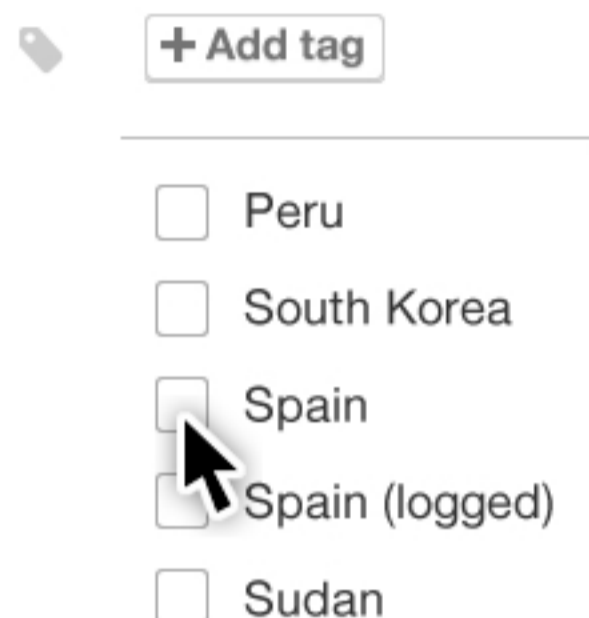 + Add tag
Peru
South Korea
Spain
Spain (logged)
Sudan